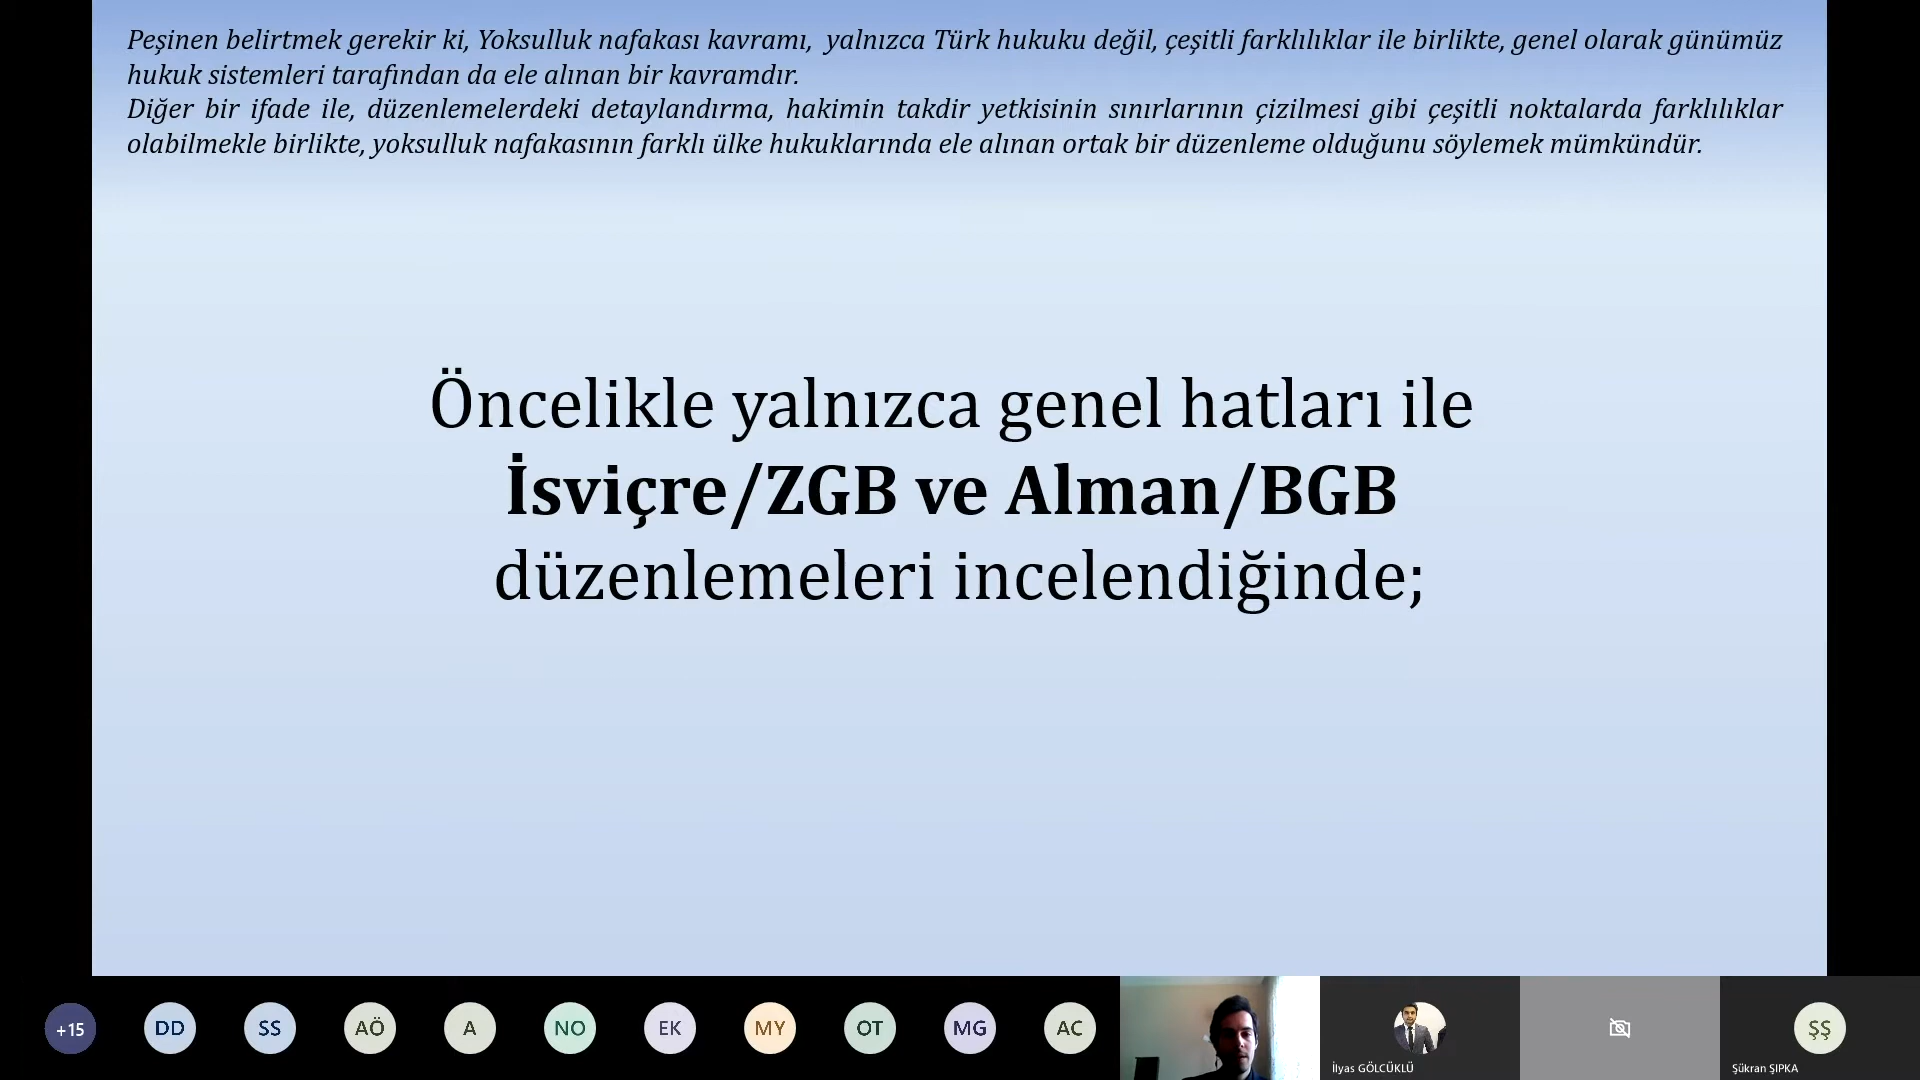 Peşinen belirtmek gerekir ki, Yoksulluk nafakası kavramı, yalnızca Türk hukuku değil, çeşitli farklılıklar ile birlikte, genel olarak günümüz
hukuk sistemleri tarafından da ele alınan bir kavramdır.
Diğer bir ifade ile, düzenlemelerdeki detaylandırma, hakimin takdir yetkisinin sınırlarının çizilmesi gibi çeşitli noktalarda farklılıklar
olabilmekle birlikte, yoksulluk nafakasının farklı ülke hukuklarında ele alınan ortak bir düzenleme olduğunu söylemek mümkündür.
Öncelikle yalnızca genel hatları ile
İsviçre/ZGB ve Alman/BGB
düzenlemeleri incelendiğinde;
+15 DD SS AÖ A NO EK MY OT MG AC ŞŞ
İlyas GÖLCÜKLÜ Şükran ŞIPKA